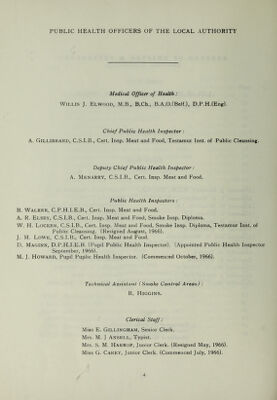 PUBLIC HEALTH OFFICERS OF THE LOCAL AUTHORITY
Medical Officer of Health:
WILLIS J. ELWOOD, M.B., B.Ch., B.A.O.(Belf.), D.P.H.(Eng).
Chief Public Health Inspector:
A. GILLIBRAND, C.S.I.B., Cert. Insp. Meat and Food, Testamur Inst. of Public Cleansing.
Deputy Chief Public Health Inspector:
A. MENARRY, C.S.I.B., Cert. Insp. Meat and Food.
Public Health Inspectors:
B. WALKER, C.P.H.I.E.B., Cert. Insp. Meat and Food.
A. R. ELSBY, C.S.I.B., Cert. Insp. Meat and Food, Smoke Insp. Diploma.
W. H. LOCKEN, C.S.I.B., Cert. Insp. Meat and Food, Smoke Insp. Diploma, Testamur Inst. of
Public Cleansing. (Resigned August, 1966).
J. H. LOWE, C.S.I.B., Cert. Insp. Meat and Food.
D. MAGINN, D.P.H.I.E.B. (Pupil Public Health Inspector). (Appointed Public Health Inspector
September, 1966).
M. J. HOWARD, Pupil Public Health Inspector. (Commenced October, 1966).
Technical Assistant (Smoke Control Areas):
R. HIGGINS.
Clerical Staff:
Miss E. GILLINGHAM, Senior Clerk.
Mrs. M. J. ANSELL, Typist.
Mrs. S. M. HARROP, Junior Clerk. (Resigned May, 1966).
Miss G. CAREY, Junior Clerk. (Commenced July, 1966).
4